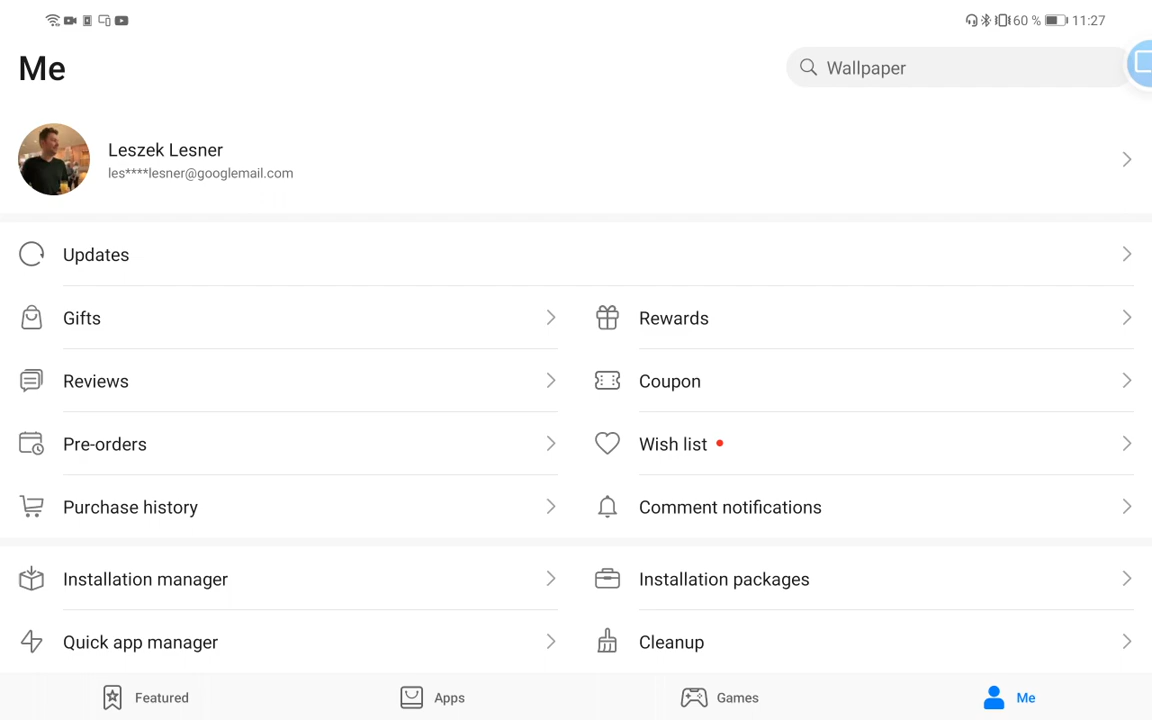 60 % 11:27
Me
Wallpaper
Leszek Lesner
les****lesner@googlemail.com
Updates
Gifts
Rewards
Reviews
Coupon
Pre-orders
Wish list
Purchase history
Comment notifications
Installation manager
Installation packages
Quick app manager
Cleanup
Featured
Apps
Games
Me